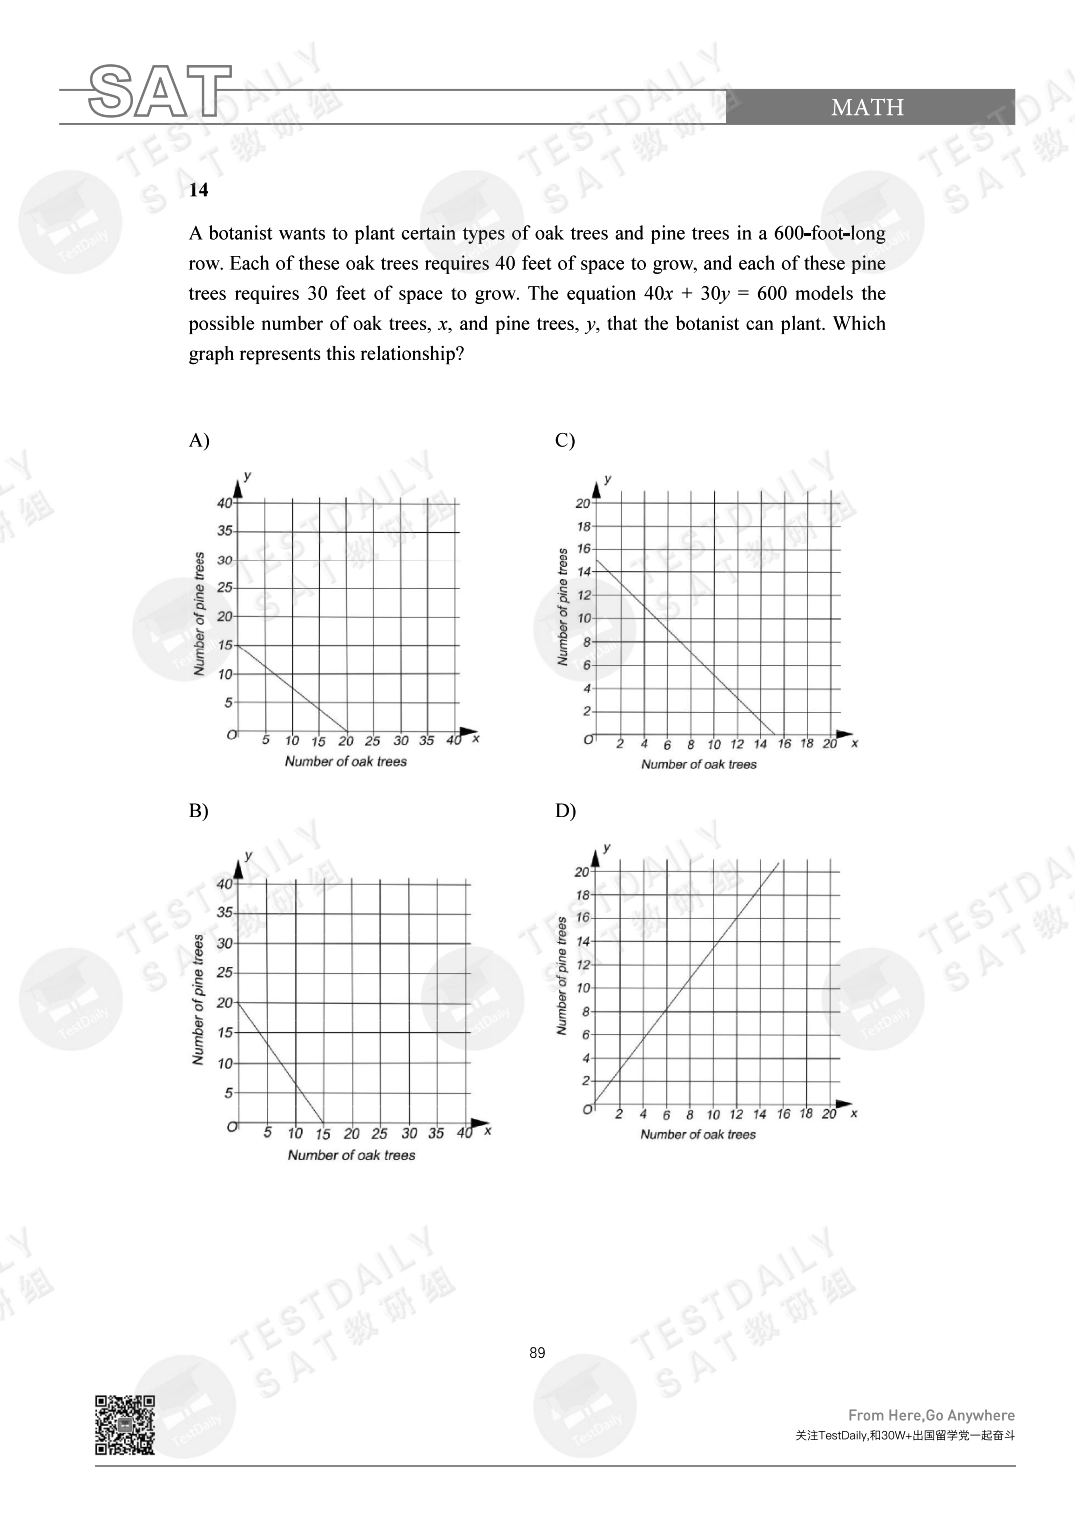 SAT
MATH
14
A botanist wants to plant certain types of oak trees and pine trees in a 600-foot-long
row. Each of these oak trees requires 40 feet of space to grow, and each of these pine
trees requires 30 feet of space to grow. The equation 40x + 30y = 600 models the
possible number of oak trees, x, and pine trees, y, that the botanist can plant. Which
graph represents this relationship?
A)
y
40
35
30
25
20
15
10
5
O
5 10 15 20 25 30 35 40 x
Number of pine trees
Number of oak trees
C)
y
20
18
16
14
12
10
8
6
4
2
O
2 4 6 8 10 12 14 16 18 20 x
Number of pine trees
Number of oak trees
B)
y
40
35
30
25
20
15
10
5
O
5 10 15 20 25 30 35 40 x
Number of pine trees
Number of oak trees
D)
y
20
18
16
14
12
10
8
6
4
2
O
2 4 6 8 10 12 14 16 18 20 x
Number of pine trees
Number of oak trees
89
From Here,Go Anywhere
关注TestDaily,和30W+出国留学党一起奋斗
TESTDAILY
SAT教研组
TestDaily